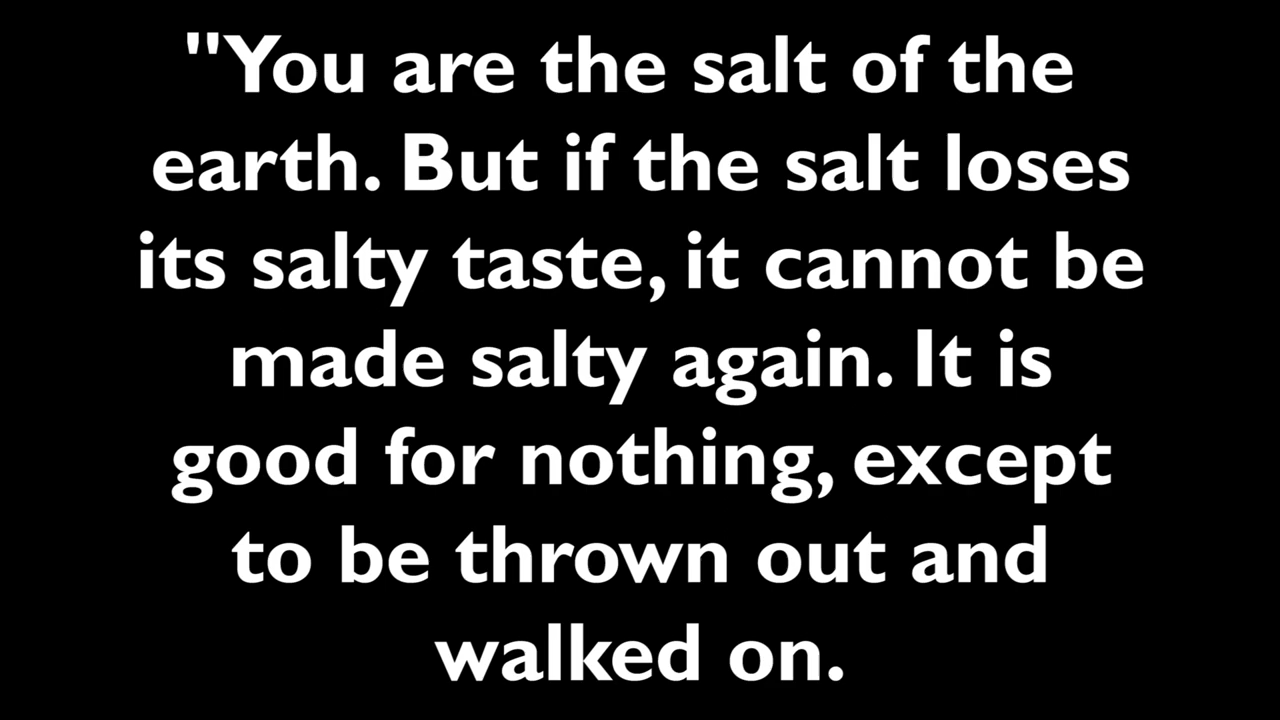 "You are the salt of the
earth. But if the salt loses
its salty taste, it cannot be
made salty again. It is
good for nothing, except
to be thrown out and
walked on.